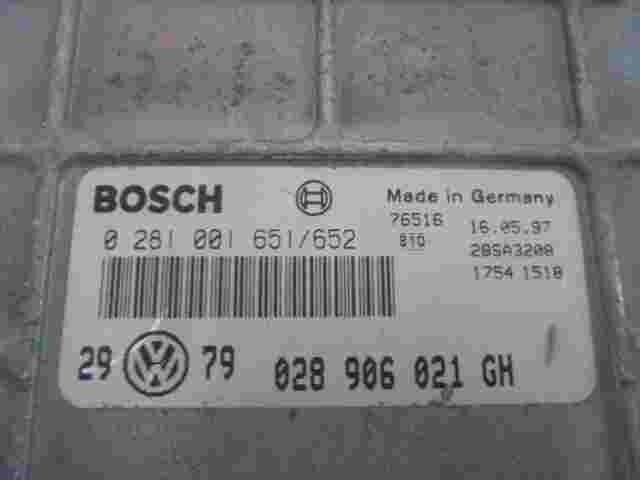 BOSCH
Made in Germany
0 281 001 651/652
76516 16.05.97
28SA3208
1754 1518
29 VW 79 028 906 021 GH